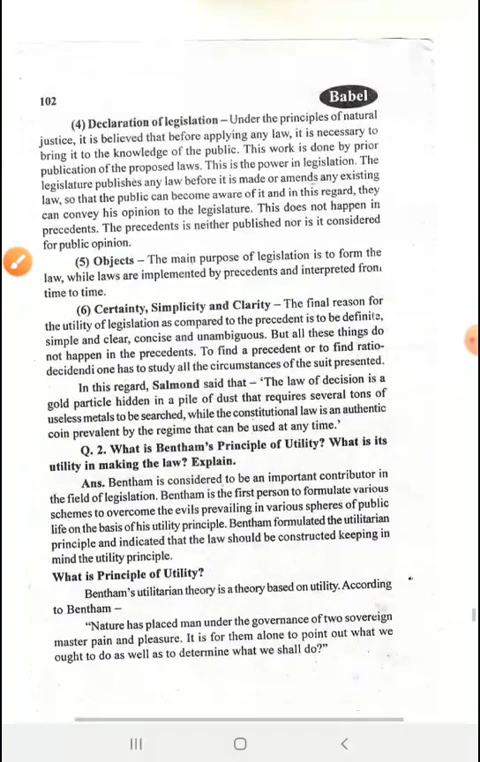 102
Babel
(4) Declaration of legislation – Under the principles of natural
justice, it is believed that before applying any law, it is necessary to
bring it to the knowledge of the public. This work is done by prior
publication of the proposed laws. This is the power in legislation. The
legislature publishes any law before it is made or amends any existing
law, so that the public can become aware of it and in this regard, they
can convey his opinion to the legislature. This does not happen in
precedents. The precedents is neither published nor is it considered
for public opinion.
(5) Objects – The main purpose of legislation is to form the
law, while laws are implemented by precedents and interpreted from
time to time.
(6) Certainty, Simplicity and Clarity – The final reason for
the utility of legislation as compared to the precedent is to be definite,
simple and clear, concise and unambiguous. But all these things do
not happen in the precedents. To find a precedent or to find ratio-
decidendi one has to study all the circumstances of the suit presented.
In this regard, Salmond said that – ‘The law of decision is a
gold particle hidden in a pile of dust that requires several tons of
useless metals to be searched, while the constitutional law is an authentic
coin prevalent by the regime that can be used at any time.’
Q. 2. What is Bentham's Principle of Utility? What is its
utility in making the law? Explain.
Ans. Bentham is considered to be an important contributor in
the field of legislation. Bentham is the first person to formulate various
schemes to overcome the evils prevailing in various spheres of public
life on the basis of his utility principle. Bentham formulated the utilitarian
principle and indicated that the law should be constructed keeping in
mind the utility principle.
What is Principle of Utility?
Bentham's utilitarian theory is a theory based on utility. According
to Bentham –
“Nature has placed man under the governance of two sovereign
master pain and pleasure. It is for them alone to point out what we
ought to do as well as to determine what we shall do?”